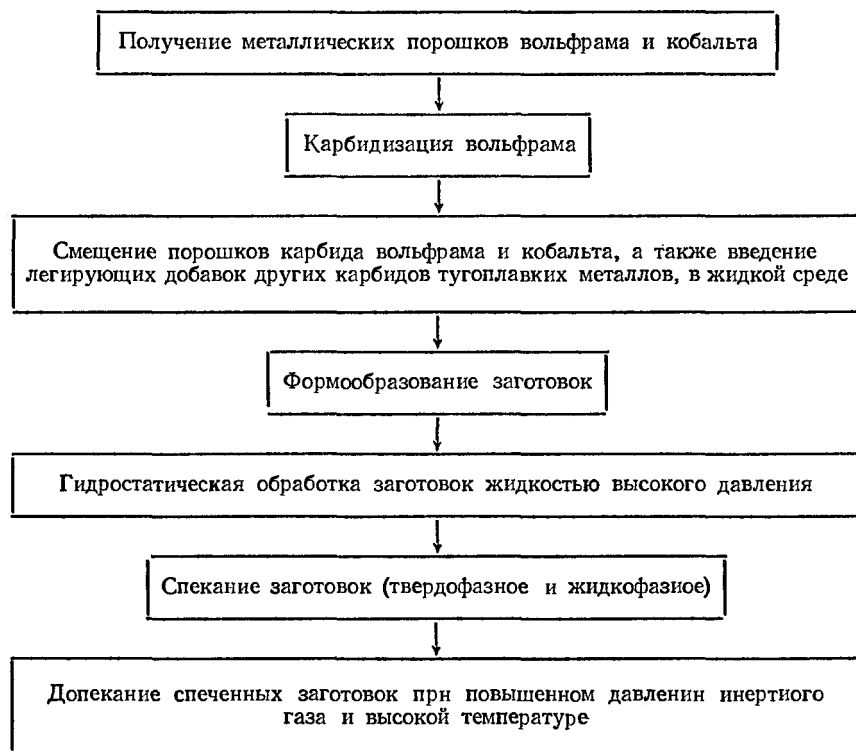 Получение металлических порошков вольфрама и кобальта
Карбидизация вольфрама
Смещение порошков карбида вольфрама и кобальта, а также введение
легирующих добавок других карбидов тугоплавких металлов, в жидкой среде
Формообразование заготовок
Гидростатическая обработка заготовок жидкостью высокого давления
Спекание заготовок (твердофазное и жидкофазное)
Допекание спеченных заготовок прн повышенном давленин инертного
газа и высокой температуре